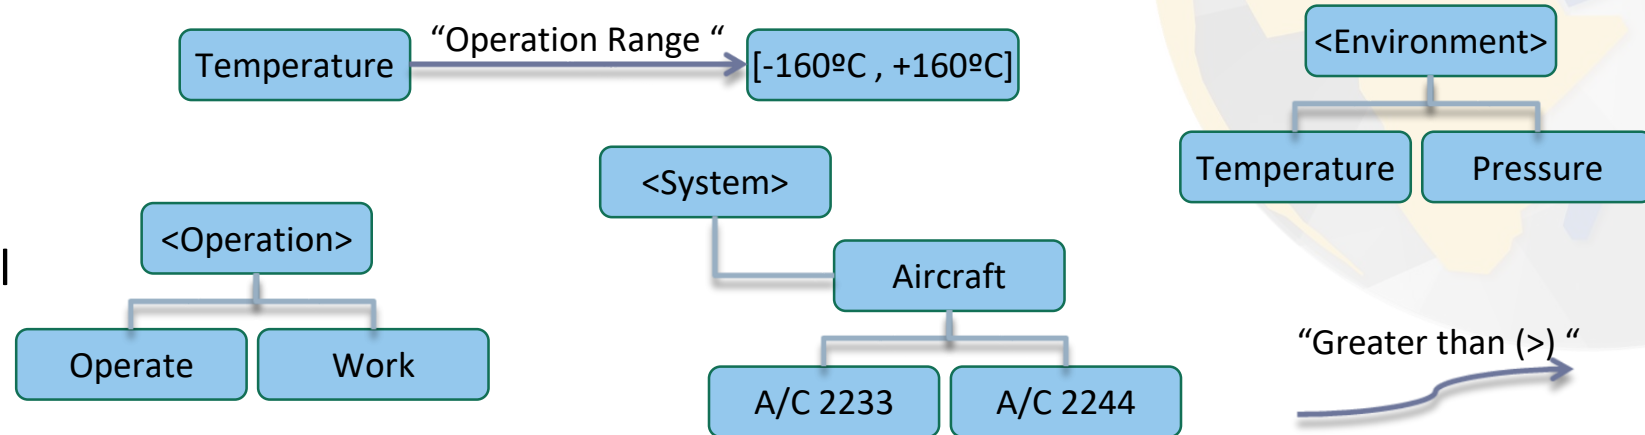 Temperature
“Operation Range “
[-160ºC , +160ºC]
<Environment>
Temperature
Pressure
<System>
Aircraft
A/C 2233
A/C 2244
<Operation>
Operate
Work
“Greater than (>) “